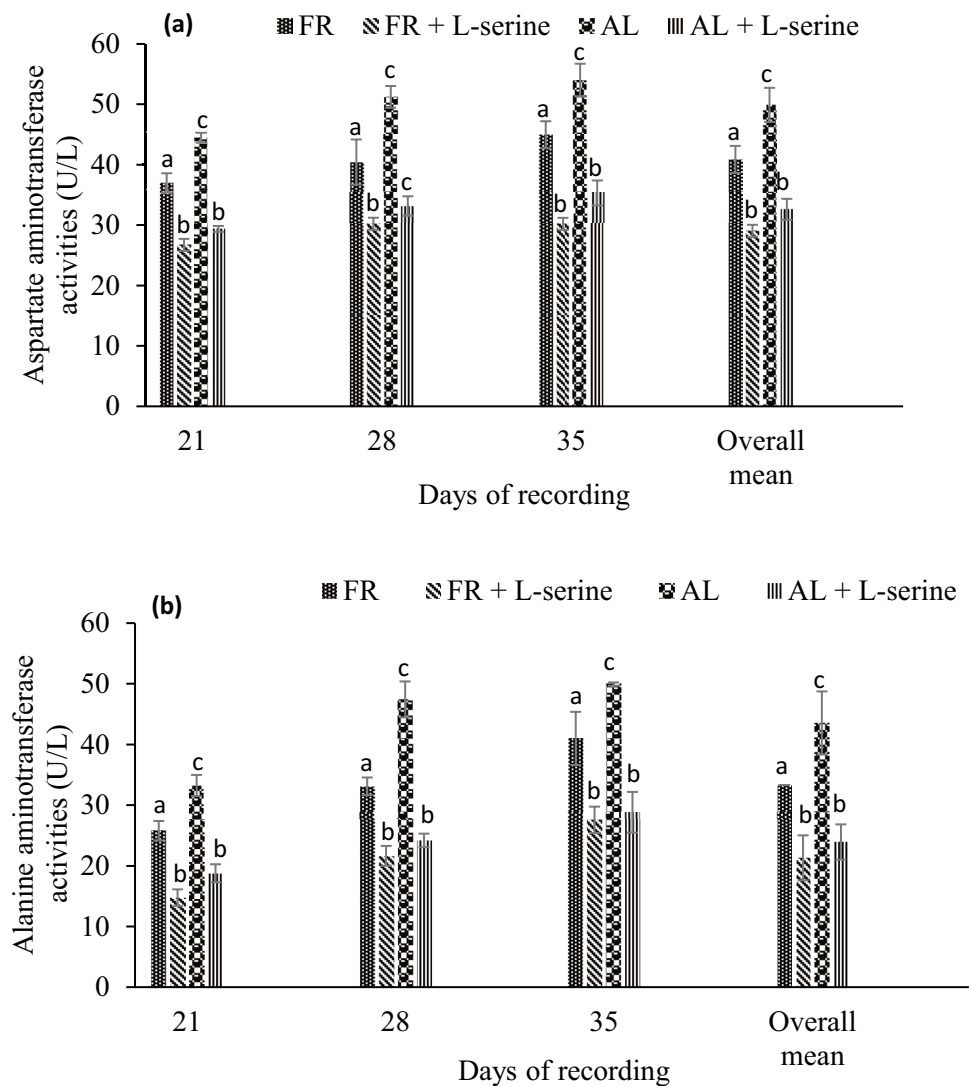 (a)
FR FR + L-serine AL AL + L-serine
Aspartate aminotransferase
activities (U/L)
60
50
40
30
20
10
0
a b c b
a b c c
a b c b
a b c b
21 28 35 Overall
mean
Days of recording
(b)
FR FR + L-serine AL AL + L-serine
Alanine aminotransferase
activities (U/L)
60
50
40
30
20
10
0
a b c b
a b c b
a b c b
a b c b
21 28 35 Overall
mean
Days of recording